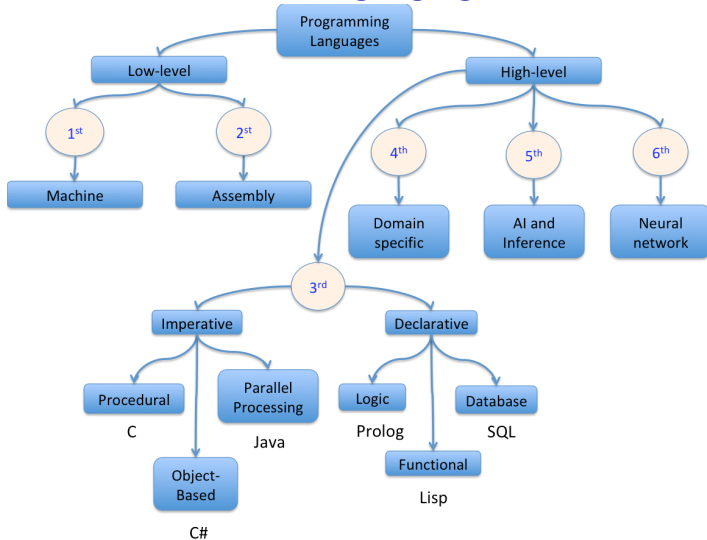 Programming
Languages
Low-level
High-level
1st
2st
4th
5th
6th
Machine
Assembly
Domain
specific
AI and
Inference
Neural
network
3rd
Imperative
Declarative
Procedural
Parallel
Processing
Logic
Database
C
Java
Prolog
SQL
Object-
Based
Functional
C#
Lisp